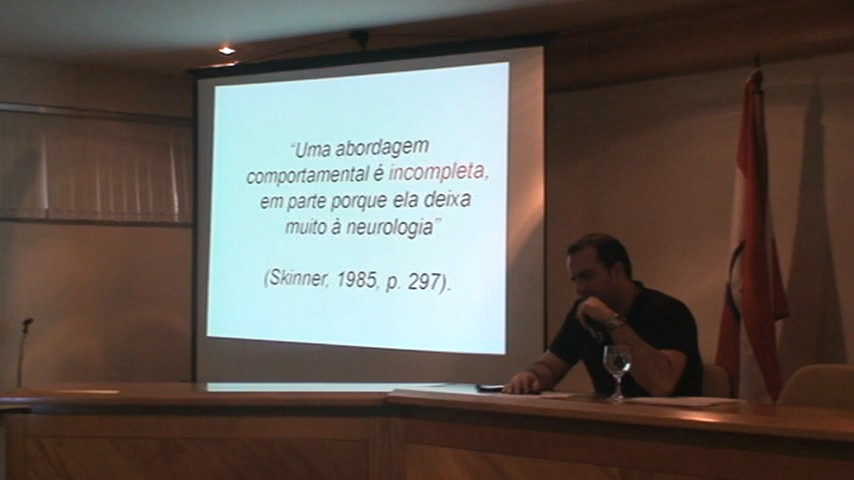 “Uma abordagem
comportamental é incompleta,
em parte porque ela deixa
muito à neurologia”
(Skinner, 1985, p. 297).